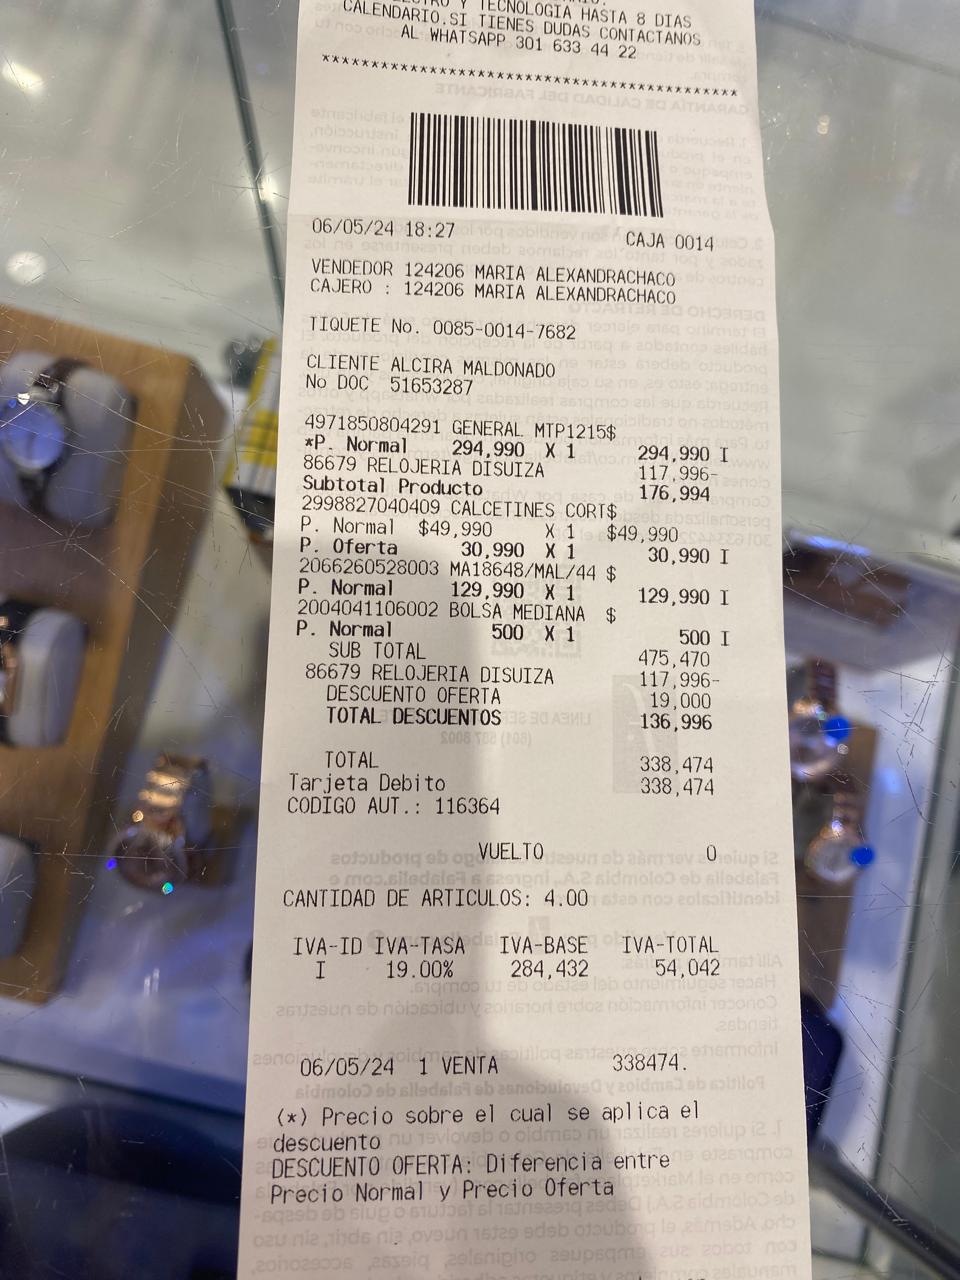 Y TECNOLOGIA HASTA 8 DIAS
CALENDARIO.SI TIENES DUDAS CONTACTANOS
AL WHATSAPP 301 633 44 22
******************************************
06/05/24 18:27 CAJA 0014
VENDEDOR 124206 MARIA ALEXANDRACHACO
CAJERO : 124206 MARIA ALEXANDRACHACO
TIQUETE No. 0085-0014-7682
CLIENTE ALCIRA MALDONADO
No DOC 51653287
4971850804291 GENERAL MTP1215$
*P. Normal 294,990 X 1 294,990 I
86679 RELOJERIA DISUIZA 117,996-
Subtotal Producto 176,994
2998827040409 CALCETINES CORT$
P. Normal $49,990 X 1 $49,990
P. Oferta 30,990 X 1 30,990 I
2066260528003 MA18648/MAL/44 $
P. Normal 129,990 X 1 129,990 I
2004041106002 BOLSA MEDIANA $
P. Normal 500 X 1 500 I
SUB TOTAL 475,470
86679 RELOJERIA DISUIZA 117,996-
DESCUENTO OFERTA 19,000
TOTAL DESCUENTOS 136,996
TOTAL 338,474
Tarjeta Debito 338,474
CODIGO AUT.: 116364
VUELTO 0
CANTIDAD DE ARTICULOS: 4.00
IVA-ID IVA-TASA IVA-BASE IVA-TOTAL
I 19.00% 284,432 54,042
06/05/24 1 VENTA 338474.
(*) Precio sobre el cual se aplica el
descuento
DESCUENTO OFERTA: Diferencia entre
Precio Normal y Precio Oferta